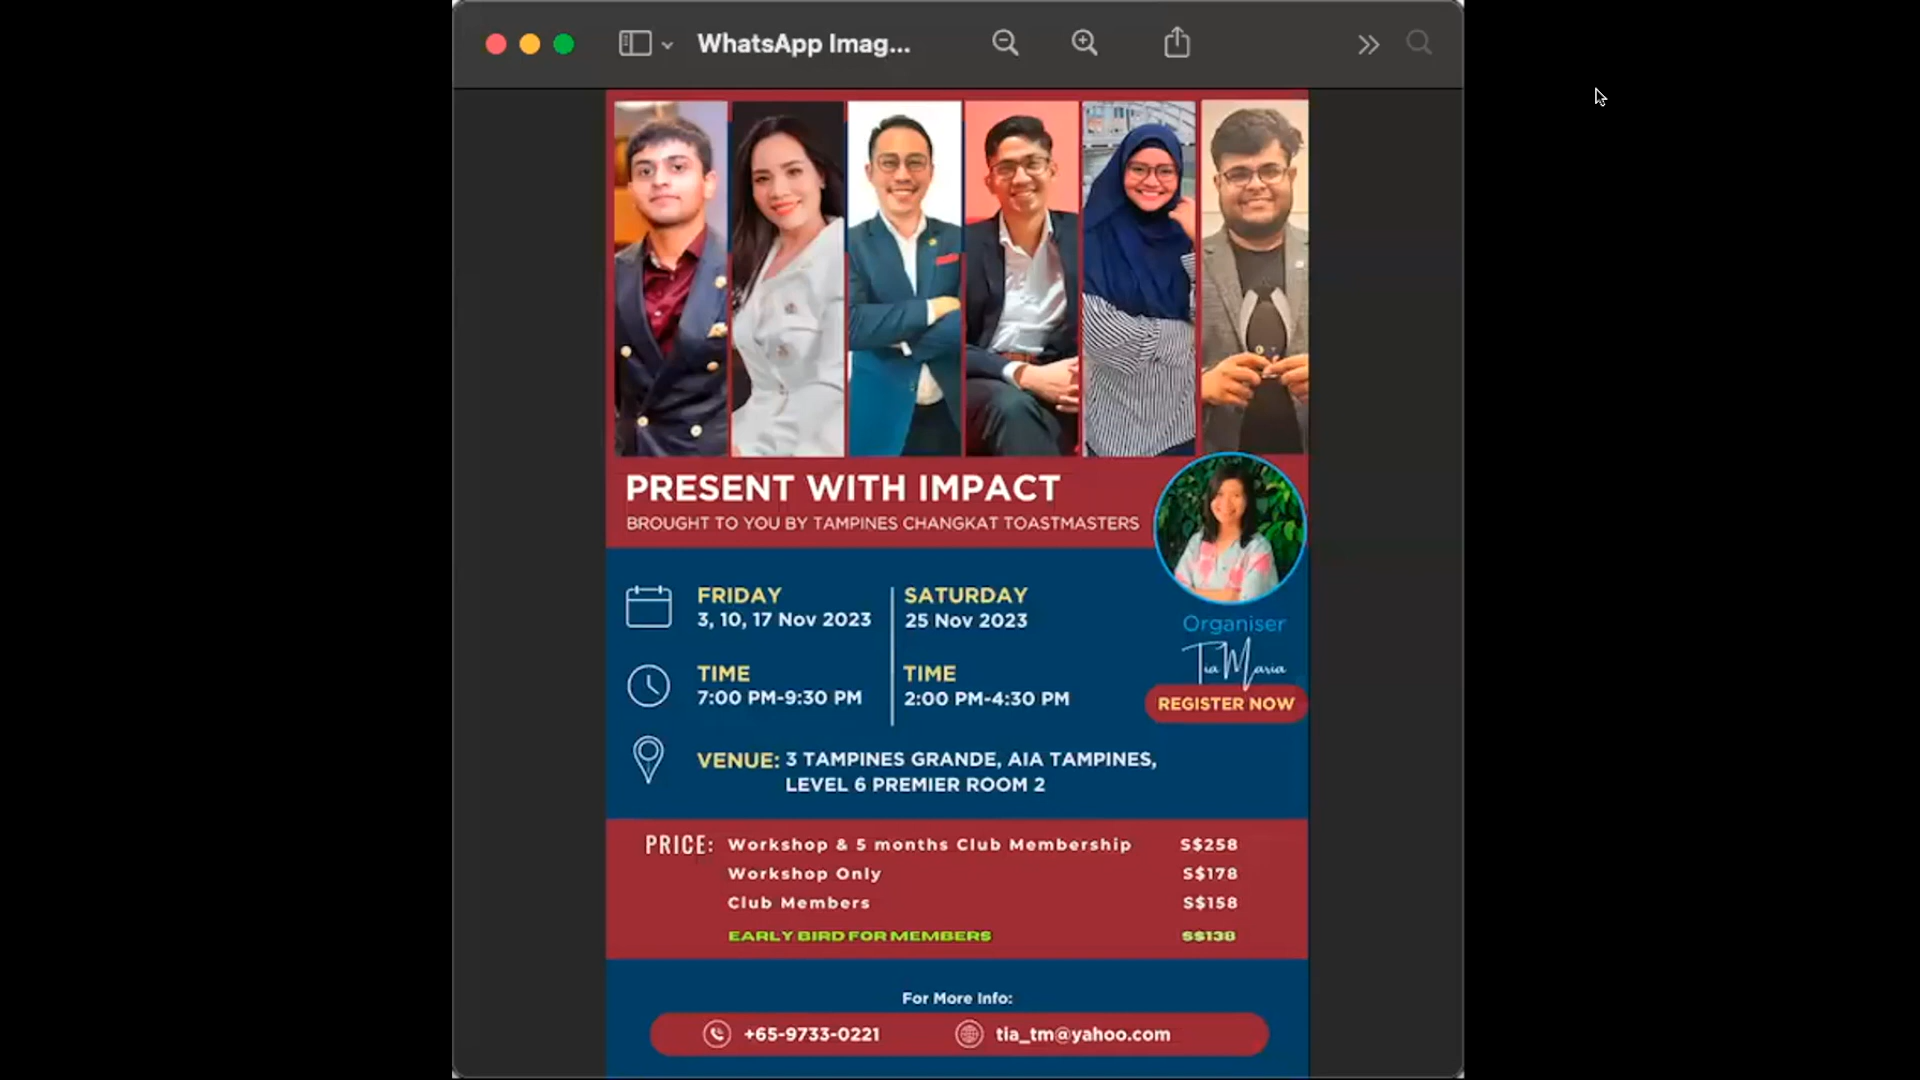 WhatsApp Imag...
PRESENT WITH IMPACT
BROUGHT TO YOU BY TAMPINES CHANGKAT TOASTMASTERS
FRIDAY
3, 10, 17 Nov 2023
SATURDAY
25 Nov 2023
TIME
7:00 PM-9:30 PM
TIME
2:00 PM-4:30 PM
Organiser
Tia Maria
REGISTER NOW
VENUE: 3 TAMPINES GRANDE, AIA TAMPINES,
LEVEL 6 PREMIER ROOM 2
PRICE: Workshop & 5 months Club Membership S$258
Workshop Only S$178
Club Members S$158
EARLY BIRD FOR MEMBERS S$138
For More Info:
+65-9733-0221 tia_tm@yahoo.com